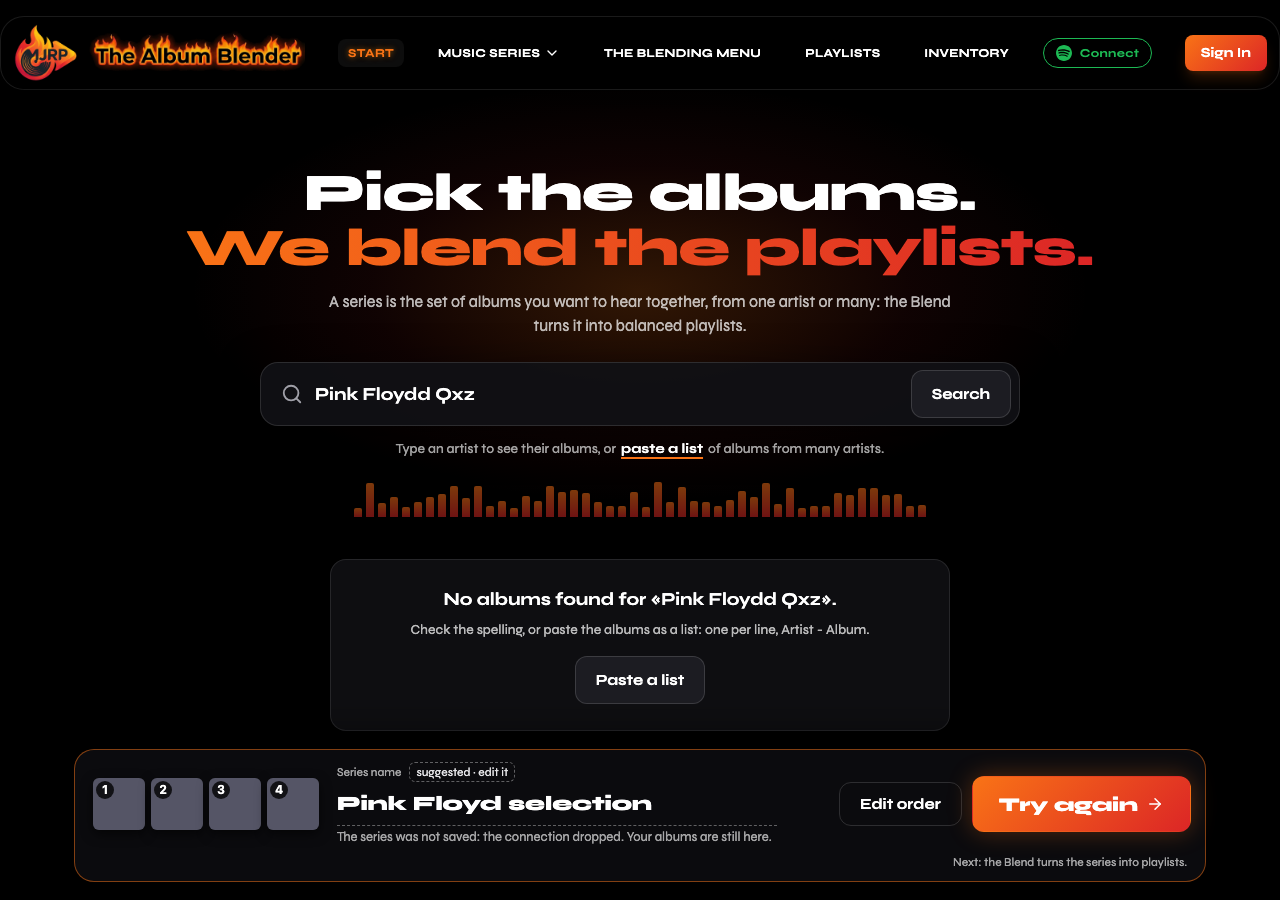 JRP The Album Blender START MUSIC SERIES THE BLENDING MENU PLAYLISTS INVENTORY Connect Sign In
Pick the albums.
We blend the playlists.
A series is the set of albums you want to hear together, from one artist or many: the Blend
turns it into balanced playlists.
Pink Floydd Qxz Search
Type an artist to see their albums, or paste a list of albums from many artists.
No albums found for «Pink Floydd Qxz».
Check the spelling, or paste the albums as a list: one per line, Artist - Album.
Paste a list
1 2 3 4
Series name suggested · edit it
Pink Floyd selection
The series was not saved: the connection dropped. Your albums are still here.
Edit order
Try again →
Next: the Blend turns the series into playlists.